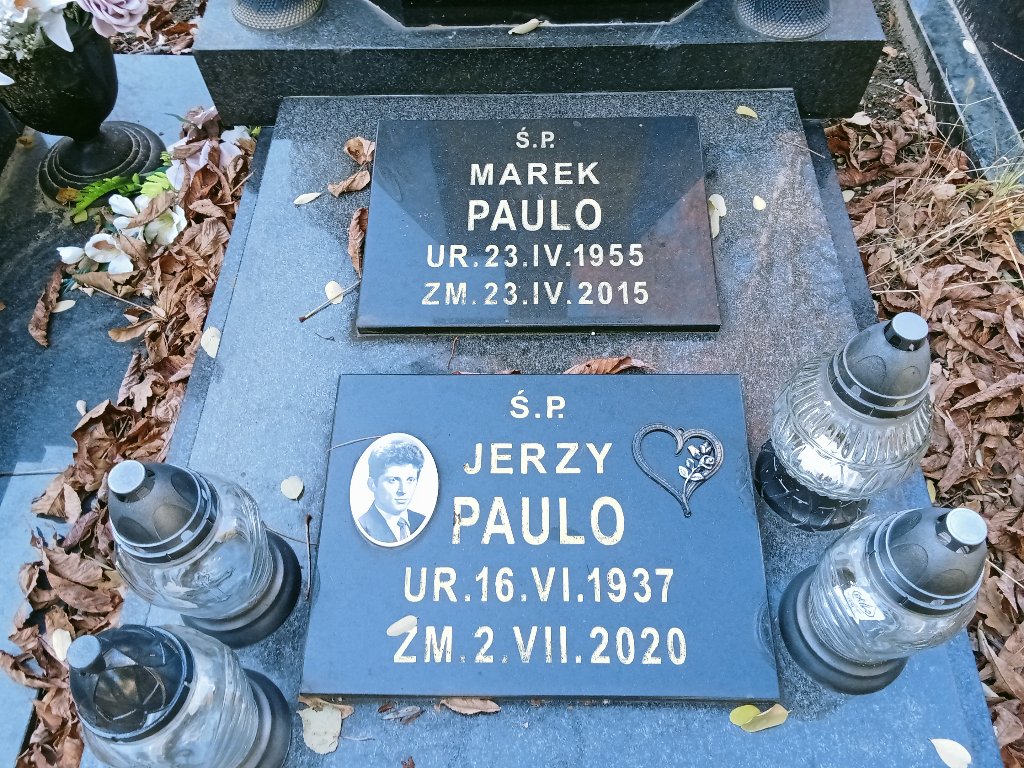 Ś.P.
MAREK
PAULO
UR.23.IV.1955
ZM.23.IV.2015
Ś.P.
JERZY
PAULO
UR.16.VI.1937
ZM.2.VII.2020